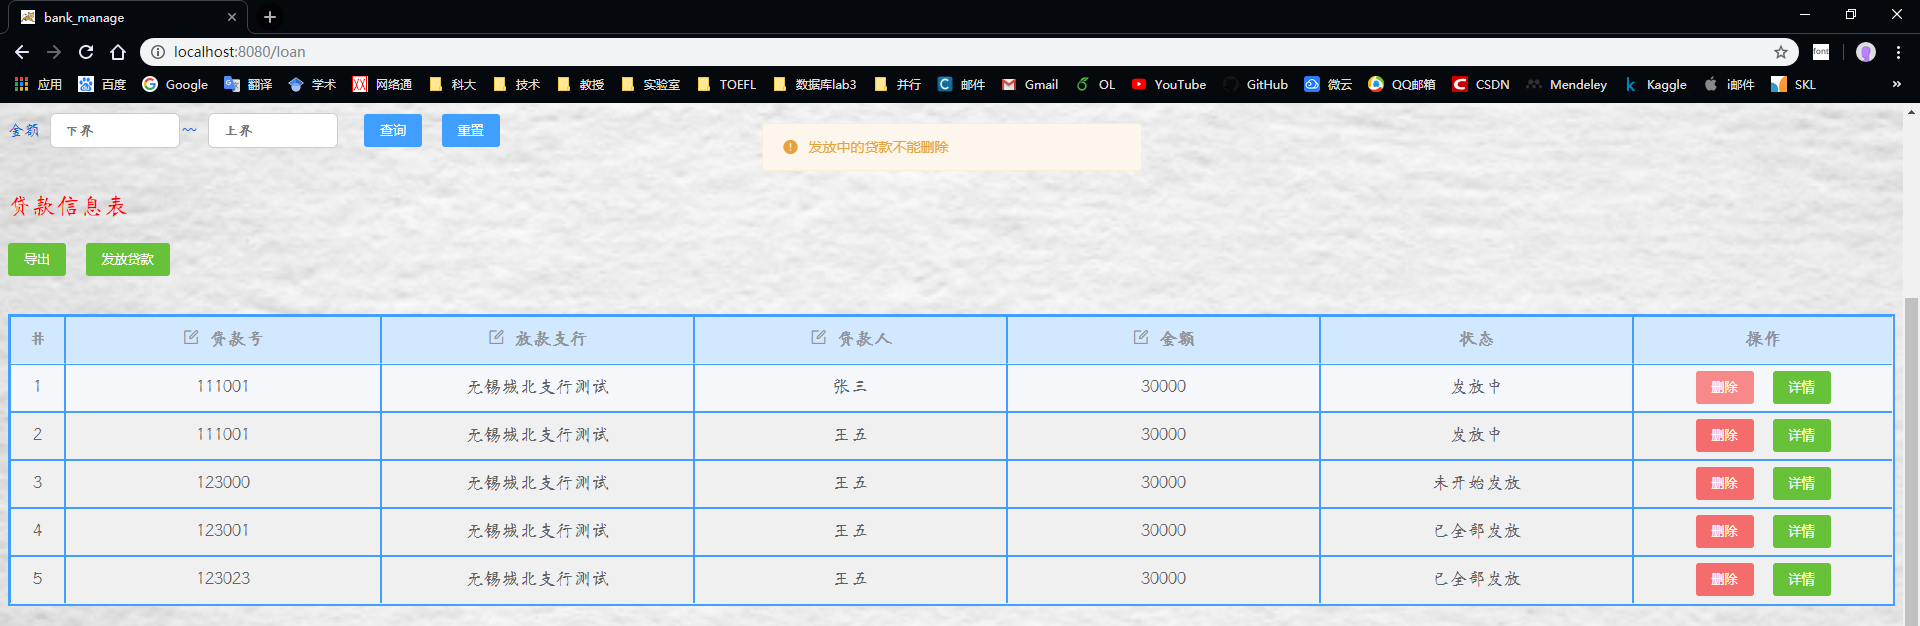 bank_manage
localhost:8080/loan
font
应用 百度 Google 翻译 学术 网络通 科大 技术 教授 实验室 TOEFL 数据库lab3 并行 邮件 Gmail OL YouTube GitHub 微云 QQ邮箱 CSDN Mendeley Kaggle i邮件 SKL »
金额 下界 ~ 上界 查询 重置
发放中的贷款不能删除
贷款信息表
导出 发放贷款
# 贷款号 放款支行 贷款人 金额 状态 操作
1 111001 无锡城北支行测试 张三 30000 发放中 删除 详情
2 111001 无锡城北支行测试 王五 30000 发放中 删除 详情
3 123000 无锡城北支行测试 王五 30000 未开始发放 删除 详情
4 123001 无锡城北支行测试 王五 30000 已全部发放 删除 详情
5 123023 无锡城北支行测试 王五 30000 已全部发放 删除 详情